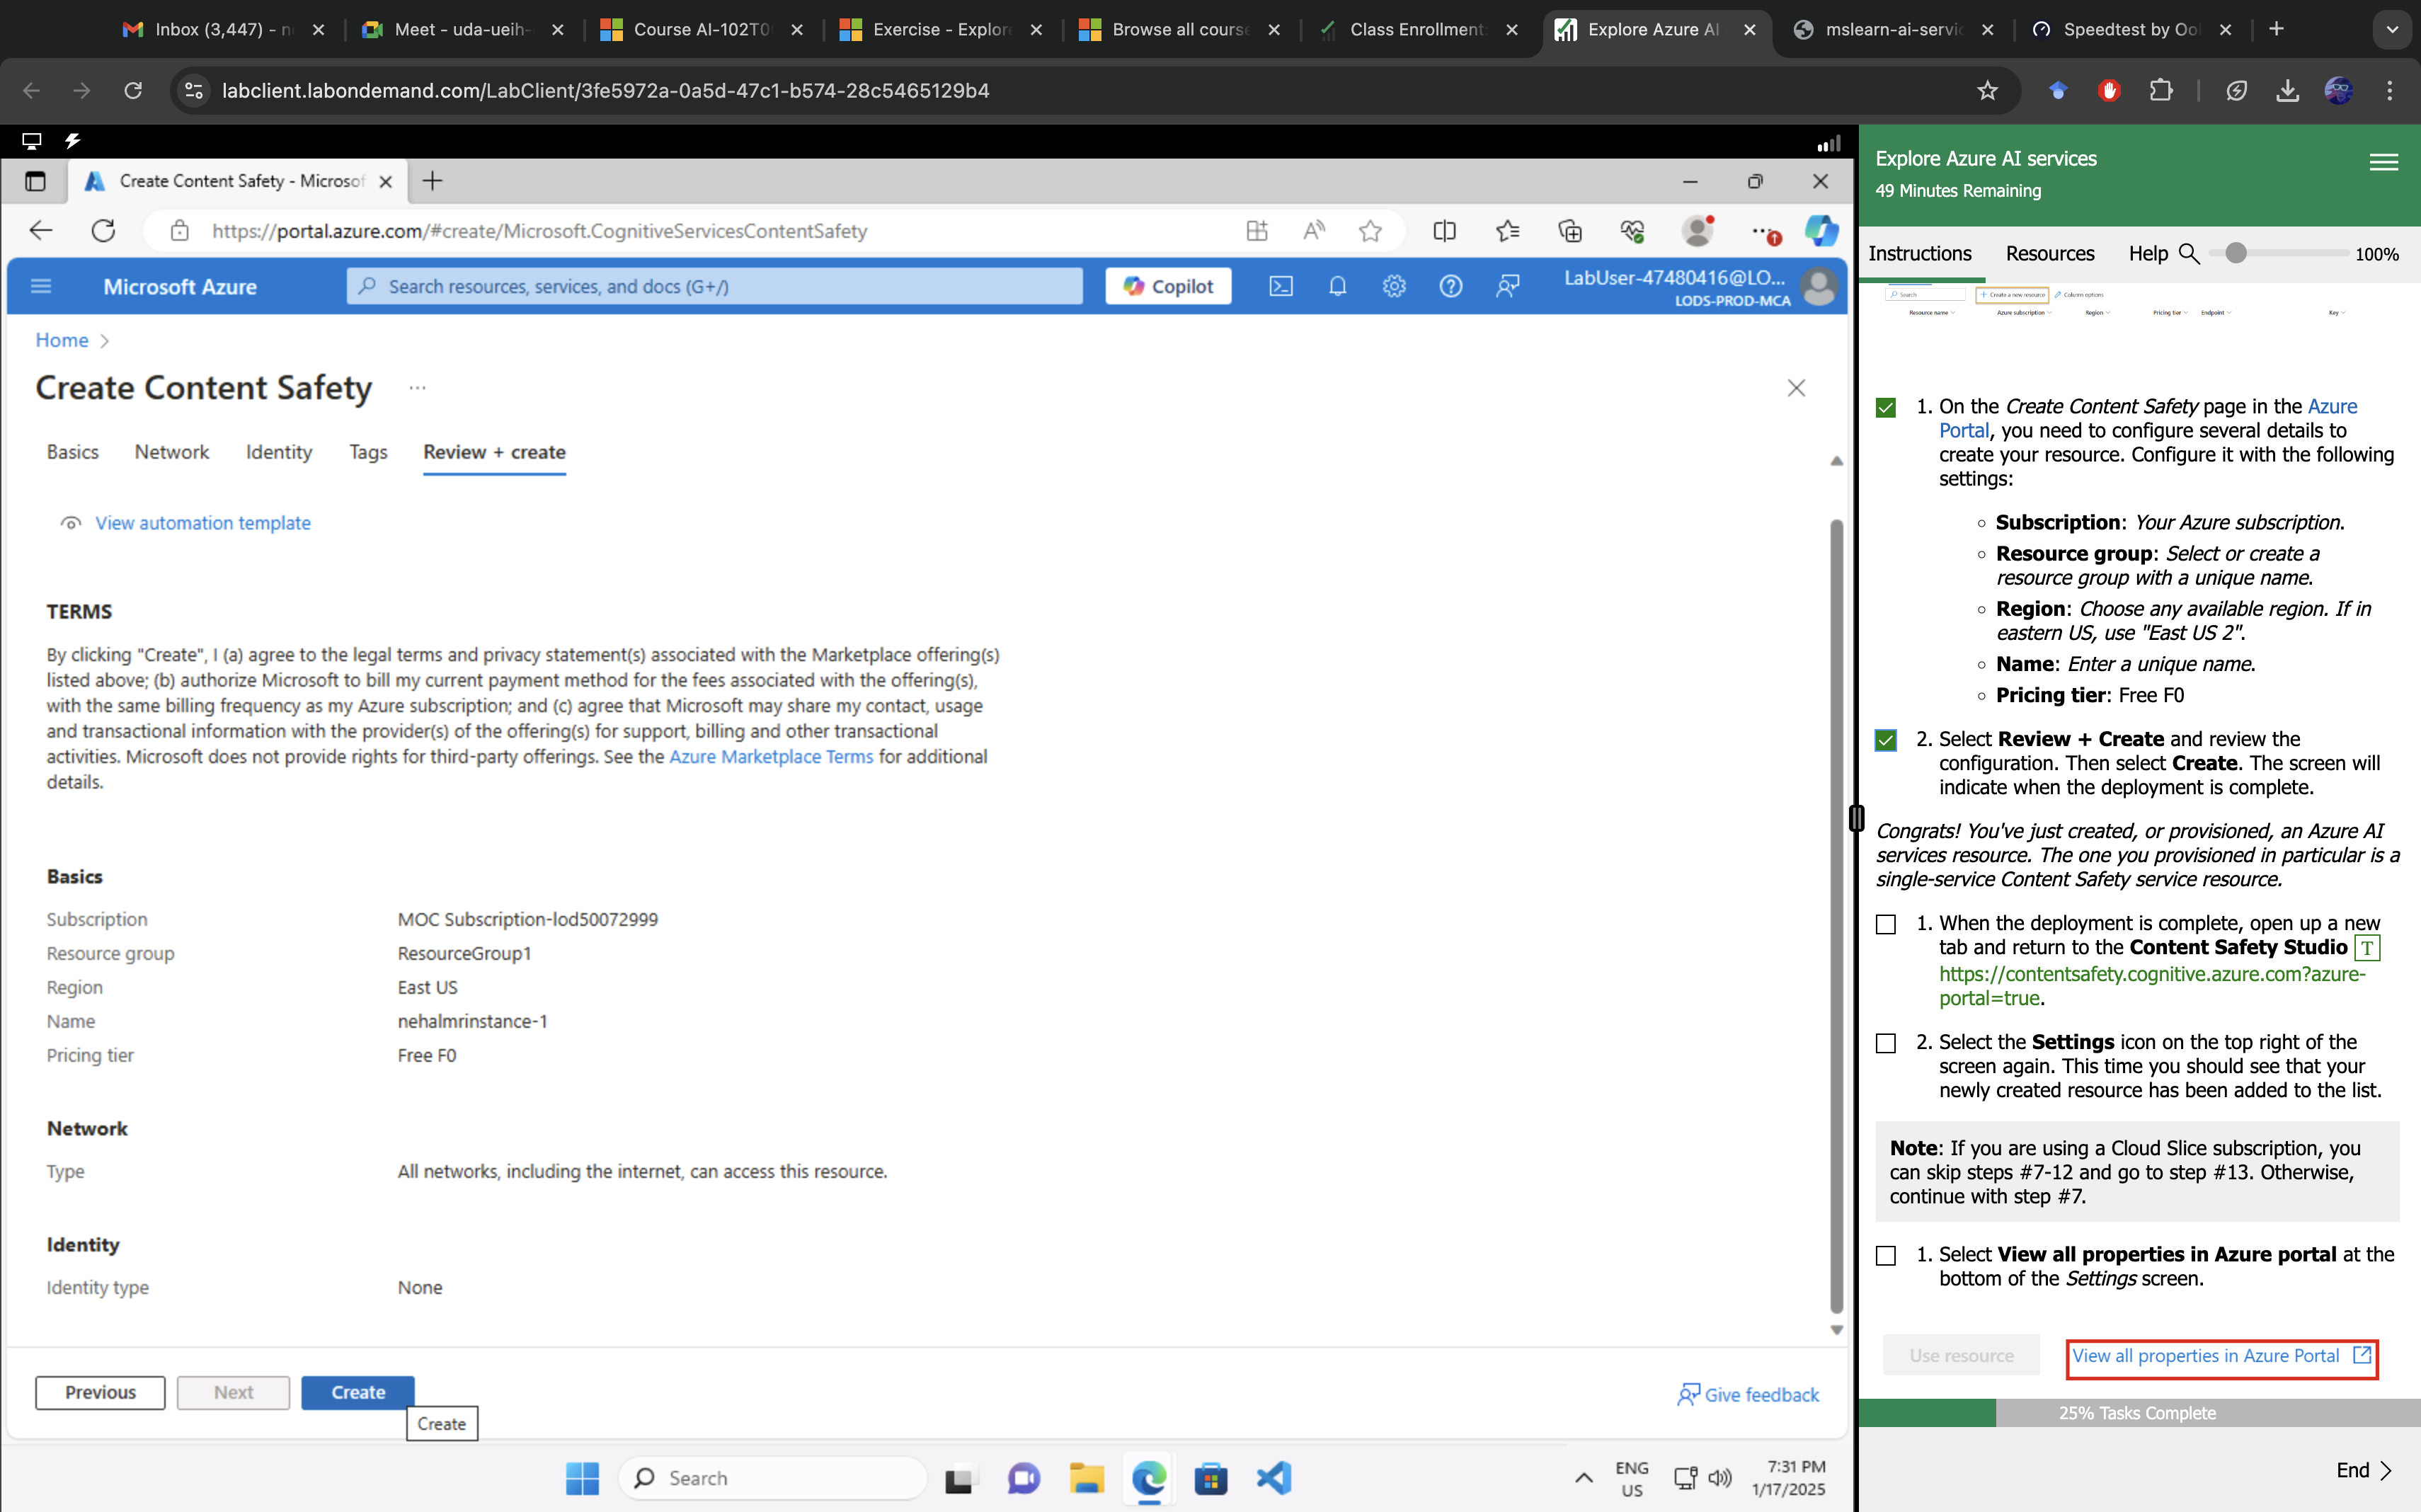 Inbox (3,447) - n
Meet - uda-ueih-
Course AI-102T0
Exercise - Explore
Browse all course
Class Enrollment
Explore Azure AI
mslearn-ai-servic
Speedtest by Ool
labclient.labondemand.com/LabClient/3fe5972a-0a5d-47c1-b574-28c5465129b4
Create Content Safety - Microsof
https://portal.azure.com/#create/Microsoft.CognitiveServicesContentSafety
Microsoft Azure
Search resources, services, and docs (G+/)
Copilot
LabUser-47480416@LO...
LODS-PROD-MCA
Home
Create Content Safety ...
Basics
Network
Identity
Tags
Review + create
View automation template
TERMS
By clicking "Create", I (a) agree to the legal terms and privacy statement(s) associated with the Marketplace offering(s)
listed above; (b) authorize Microsoft to bill my current payment method for the fees associated with the offering(s),
with the same billing frequency as my Azure subscription; and (c) agree that Microsoft may share my contact, usage
and transactional information with the provider(s) of the offering(s) for support, billing and other transactional
activities. Microsoft does not provide rights for third-party offerings. See the Azure Marketplace Terms for additional
details.
Basics
Subscription MOC Subscription-lod50072999
Resource group ResourceGroup1
Region East US
Name nehalmrinstance-1
Pricing tier Free F0
Network
Type All networks, including the internet, can access this resource.
Identity
Identity type None
Previous
Next
Create
Create
Give feedback
Search
ENG
US
7:31 PM
1/17/2025
Explore Azure AI services
49 Minutes Remaining
Instructions
Resources
Help
100%
Search
+ Create a new resource
Column options
Resource name
Azure subscription
Region
Pricing tier
Endpoint
Key
1. On the Create Content Safety page in the Azure
Portal, you need to configure several details to
create your resource. Configure it with the following
settings:
Subscription: Your Azure subscription.
Resource group: Select or create a
resource group with a unique name.
Region: Choose any available region. If in
eastern US, use "East US 2".
Name: Enter a unique name.
Pricing tier: Free F0
2. Select Review + Create and review the
configuration. Then select Create. The screen will
indicate when the deployment is complete.
Congrats! You've just created, or provisioned, an Azure AI
services resource. The one you provisioned in particular is a
single-service Content Safety service resource.
1. When the deployment is complete, open up a new
tab and return to the Content Safety Studio T
https://contentsafety.cognitive.azure.com?azure-
portal=true.
2. Select the Settings icon on the top right of the
screen again. This time you should see that your
newly created resource has been added to the list.
Note: If you are using a Cloud Slice subscription, you
can skip steps #7-12 and go to step #13. Otherwise,
continue with step #7.
1. Select View all properties in Azure portal at the
bottom of the Settings screen.
Use resource
View all properties in Azure Portal
25% Tasks Complete
End